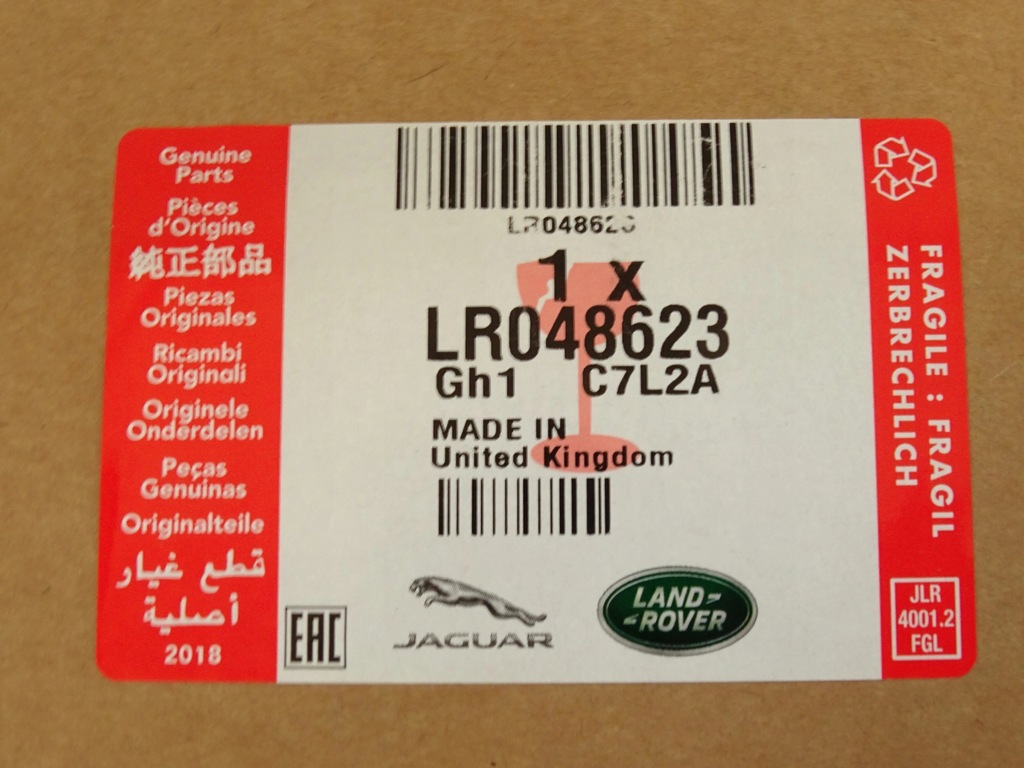 Genuine
Parts
Pièces
d'Origine
純正部品
Piezas
Originales
Ricambi
Originali
Originele
Onderdelen
Peças
Genuinas
Originalteile
قطع غيار
أصلية
2018
LR048623
1 x
LR048623
Gh1 C7L2A
MADE IN
United Kingdom
EAC
JAGUAR
LAND-
-ROVER
FRAGILE : FRAGIL
ZERBRECHLICH
JLR
4001.2
FGL